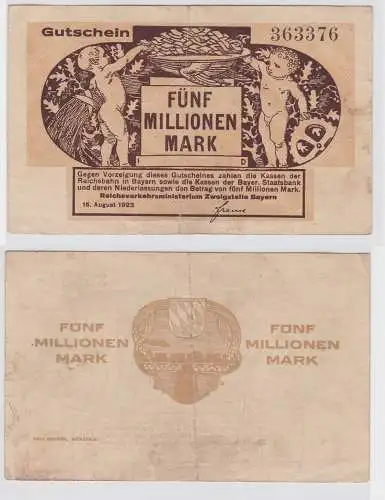 Gutschein 363376
FÜNF
MILLIONEN
MARK
Gegen Vorzeigung dieses Gutscheines zahlen die Kassen der
Reichsbahn in Bayern sowie die Kassen der Bayer. Staatsbank
und deren Niederlassungen den Betrag von fünf Millionen Mark.
Reichsverkehrsministerium Zweigstelle Bayern
15. August 1923
FÜNF
MILLIONEN
MARK
FÜNF
MILLIONEN
MARK